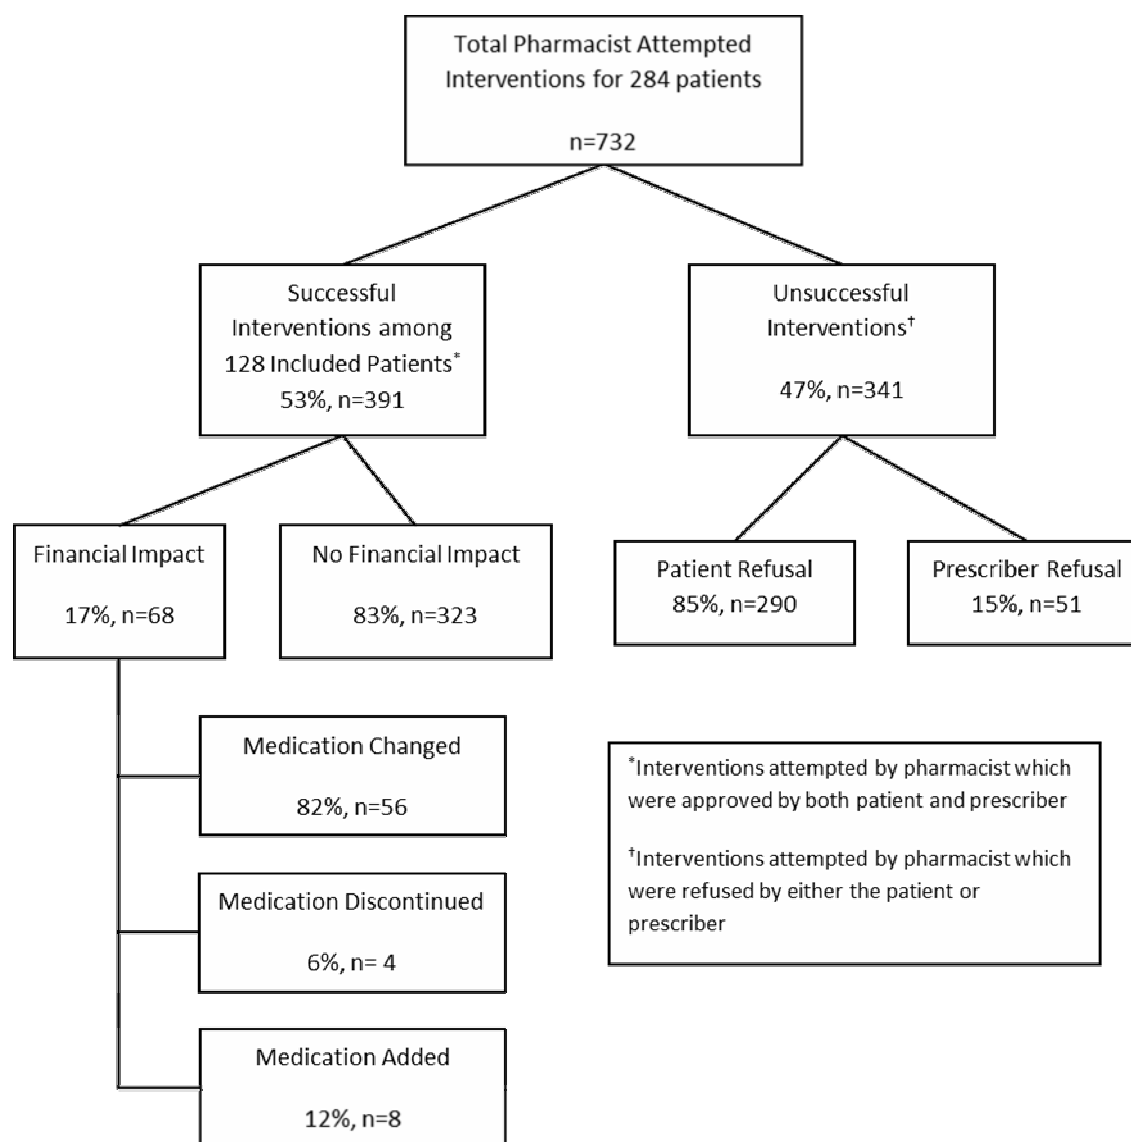 Total Pharmacist Attempted
Interventions for 284 patients
n=732
Successful
Interventions among
128 Included Patients*
53%, n=391
Unsuccessful
Interventions†
47%, n=341
Financial Impact
17%, n=68
No Financial Impact
83%, n=323
Patient Refusal
85%, n=290
Prescriber Refusal
15%, n=51
Medication Changed
82%, n=56
Medication Discontinued
6%, n= 4
Medication Added
12%, n=8
*Interventions attempted by pharmacist which
were approved by both patient and prescriber
†Interventions attempted by pharmacist which
were refused by either the patient or
prescriber